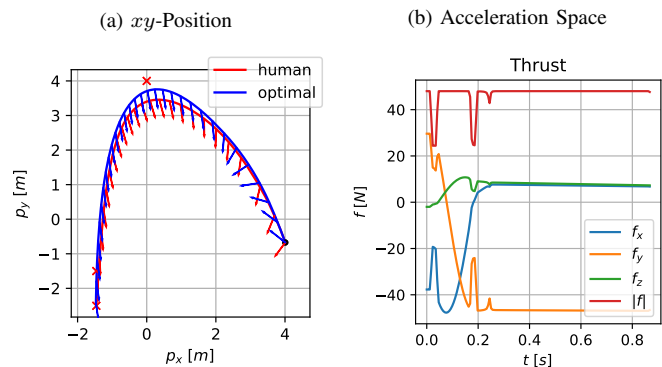 (a) xy-Position
(b) Acceleration Space
human
optimal
4
3
2
1
0
−1
−2
p_y [m]
−2
0
2
4
p_x [m]
Thrust
40
20
0
−20
−40
f [N]
f_x
f_y
f_z
|f|
0.0
0.2
0.4
0.6
0.8
t [s]